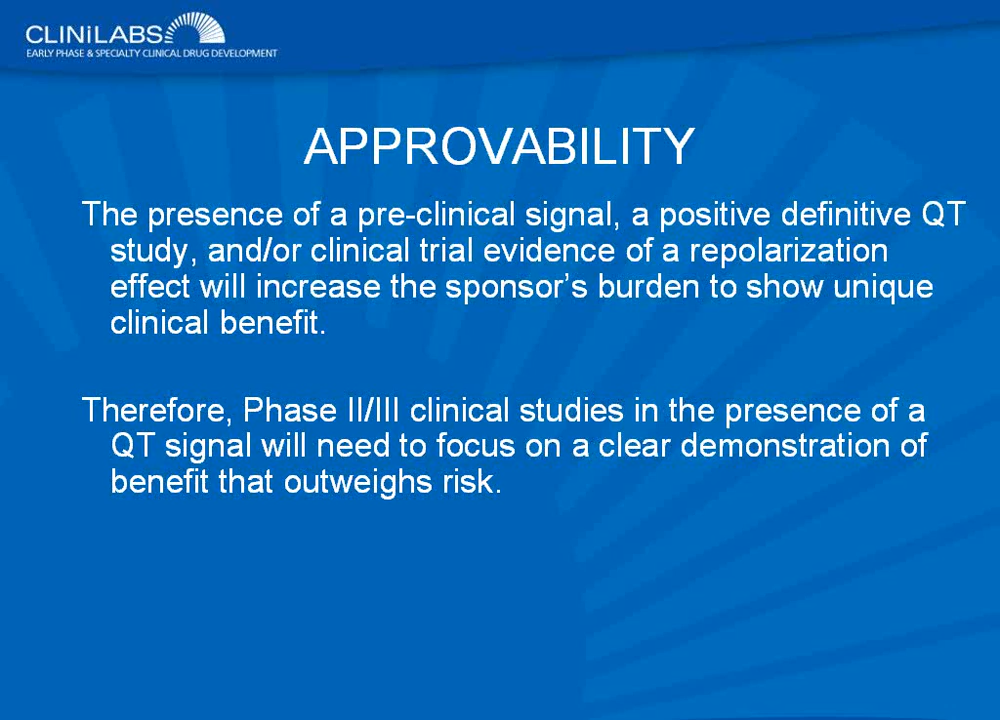 CLINiLABS
EARLY PHASE & SPECIALTY CLINICAL DRUG DEVELOPMENT
APPROVABILITY
The presence of a pre-clinical signal, a positive definitive QT
study, and/or clinical trial evidence of a repolarization
effect will increase the sponsor's burden to show unique
clinical benefit.
Therefore, Phase II/III clinical studies in the presence of a
QT signal will need to focus on a clear demonstration of
benefit that outweighs risk.